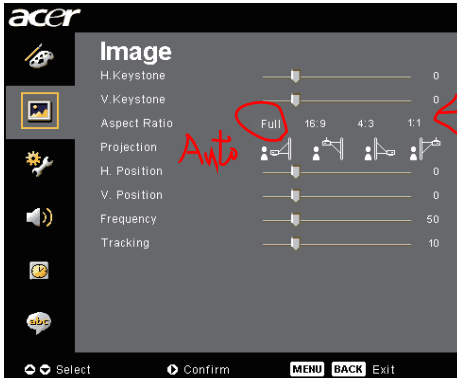 acer
Image
H.Keystone 0
V.Keystone 0
Aspect Ratio Full 16:9 4:3 1:1
Auto
Projection
H. Position 0
V. Position 0
Frequency 50
Tracking 10
abc
Select Confirm MENU BACK Exit